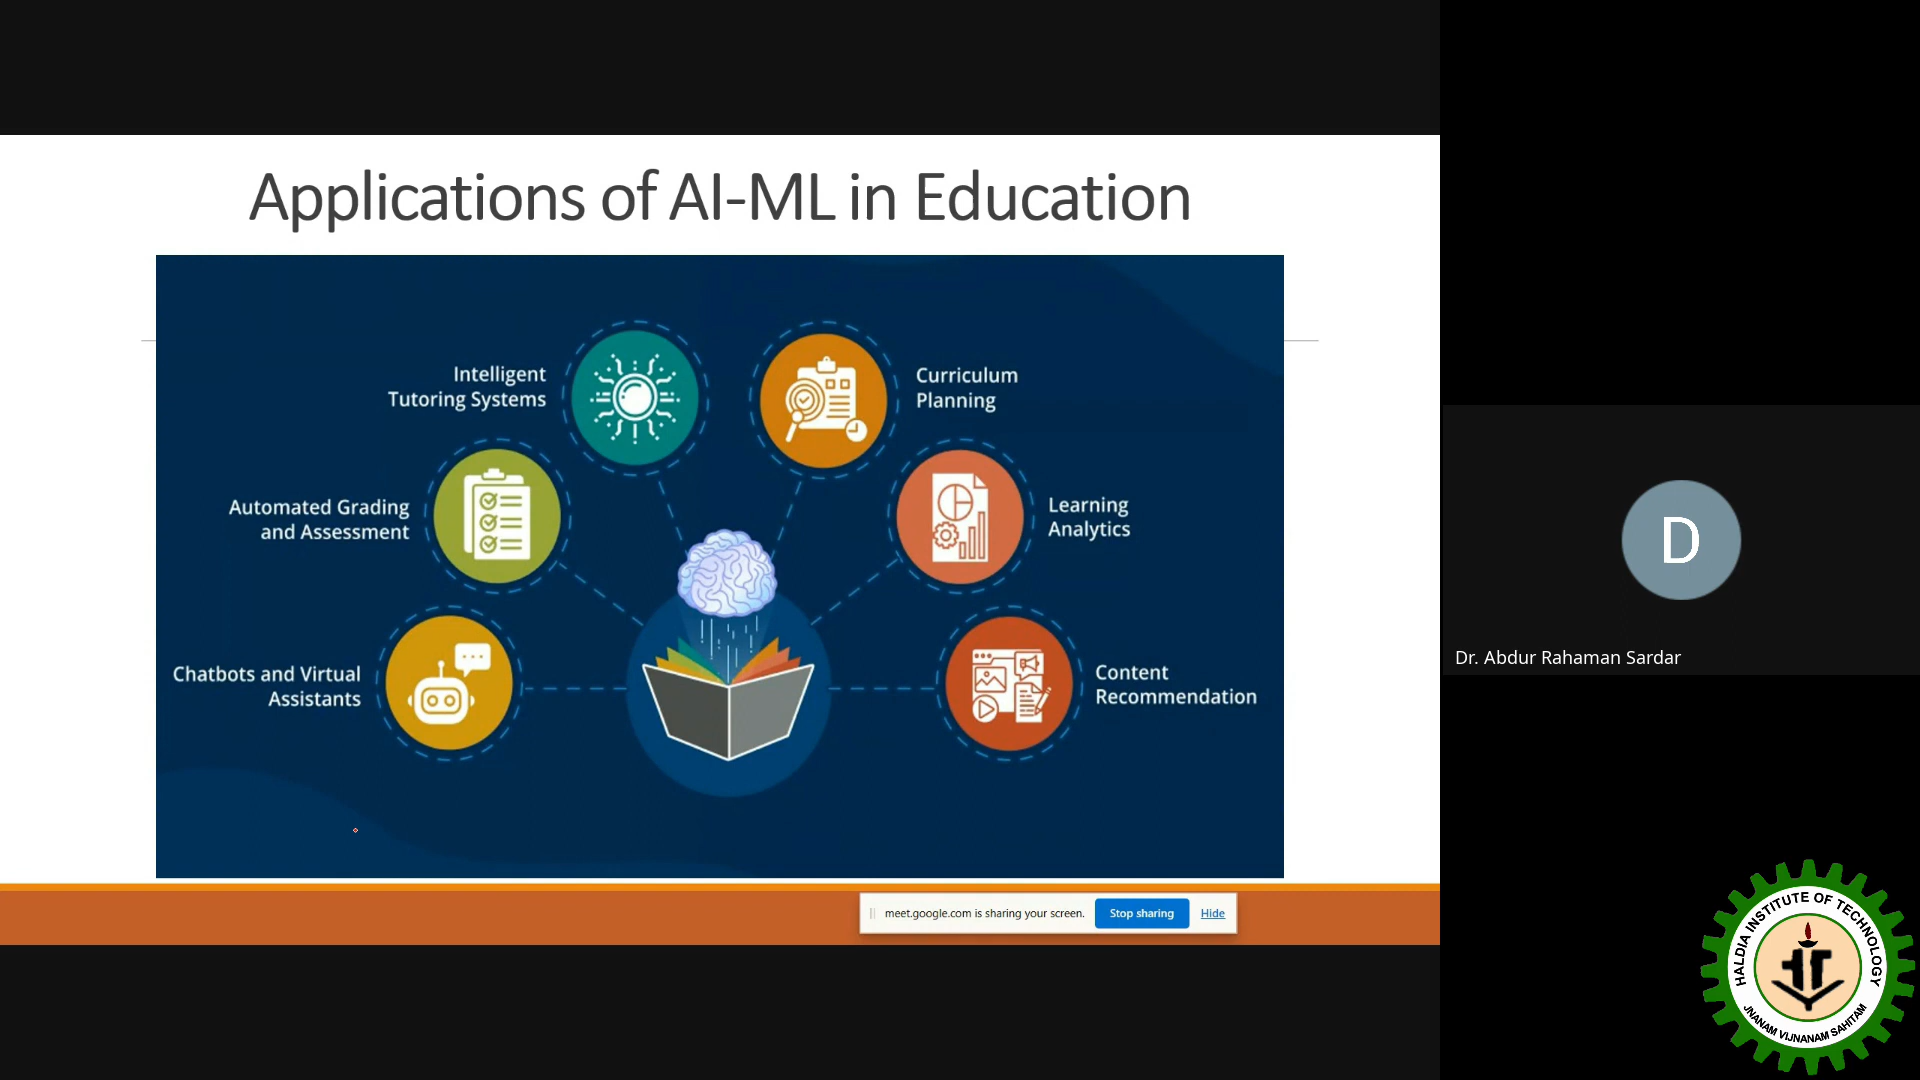 Applications of AI-ML in Education
Intelligent
Tutoring Systems
Curriculum
Planning
Automated Grading
and Assessment
Learning
Analytics
Chatbots and Virtual
Assistants
Content
Recommendation
meet.google.com is sharing your screen.
Stop sharing
Hide
D
Dr. Abdur Rahaman Sardar
HALDIA INSTITUTE OF TECHNOLOGY
JNANAM VIJNANAM SAHITAM